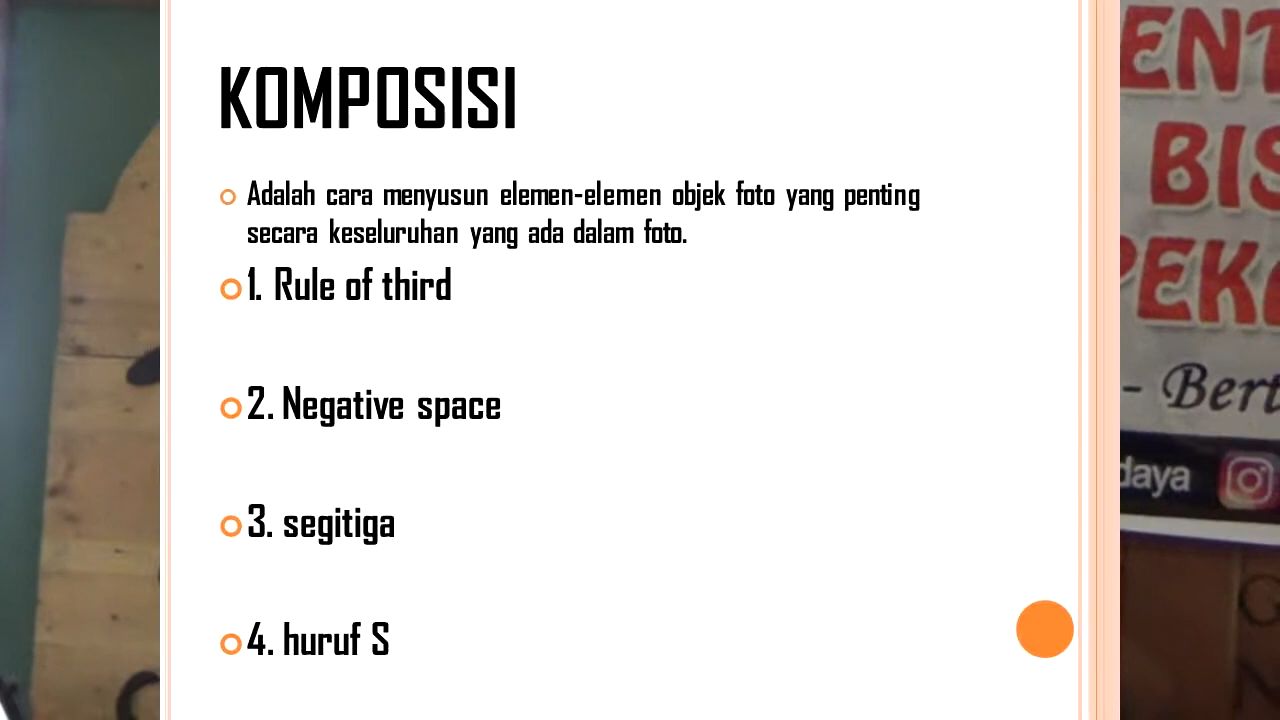 KOMPOSISI
Adalah cara menyusun elemen-elemen objek foto yang penting
secara keseluruhan yang ada dalam foto.
1. Rule of third
2. Negative space
3. segitiga
4. huruf S
ENT
BIS
PEKA
- Bert
daya